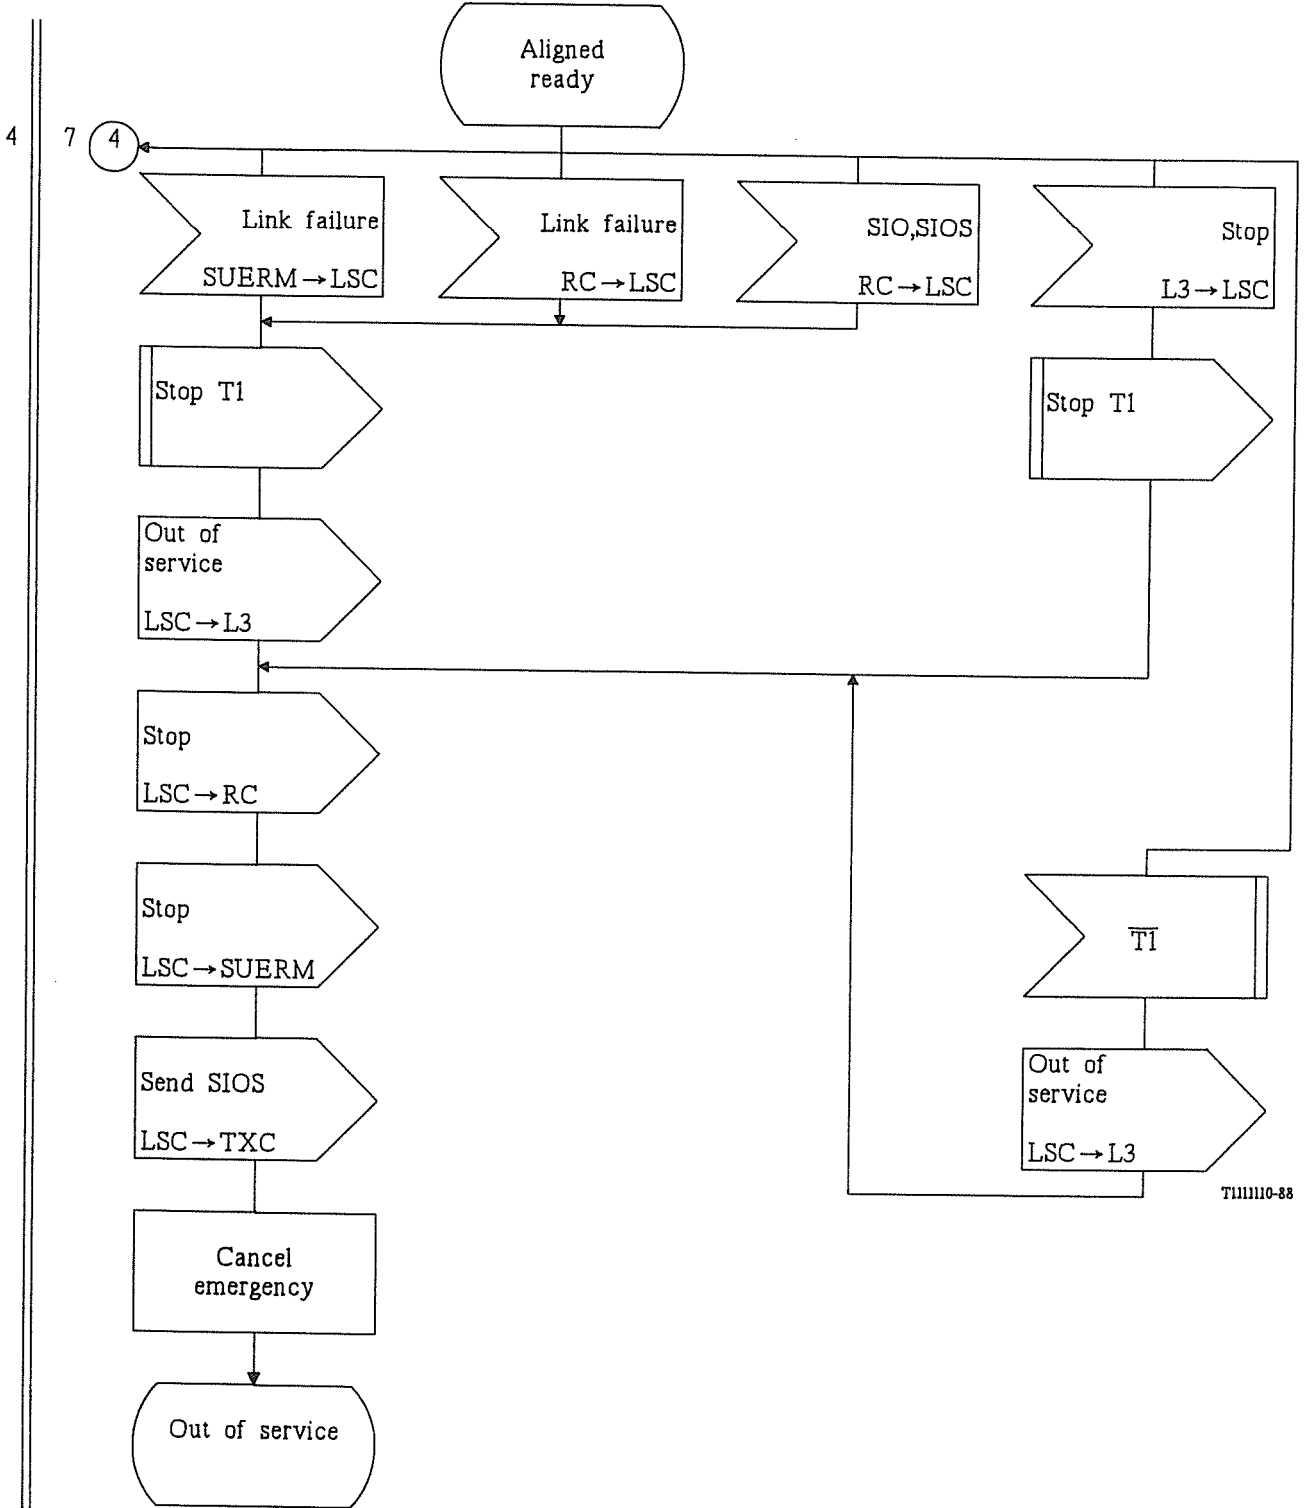 Aligned
ready
4 7 4
Link failure
SUERM→LSC
Link failure
RC→LSC
SIO,SIOS
RC→LSC
Stop
L3→LSC
Stop T1
Stop T1
Out of
service
LSC→L3
Stop
LSC→RC
Stop
LSC→SUERM
T̅1̅
Send SIOS
LSC→TXC
Out of
service
LSC→L3
T1111110-88
Cancel
emergency
Out of service